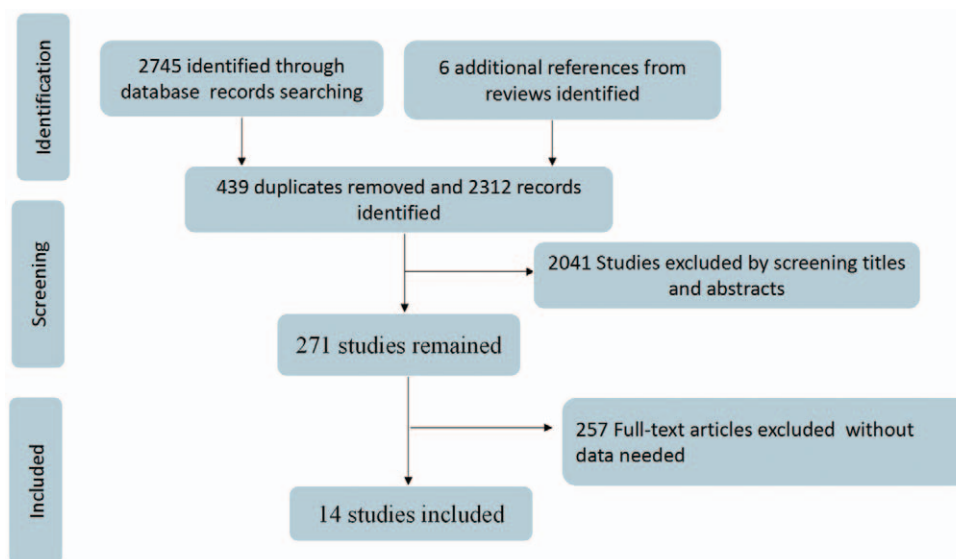 Identification
2745 identified through
database records searching
6 additional references from
reviews identified
439 duplicates removed and 2312 records
identified
Screening
2041 Studies excluded by screening titles
and abstracts
271 studies remained
Included
257 Full-text articles excluded without
data needed
14 studies included